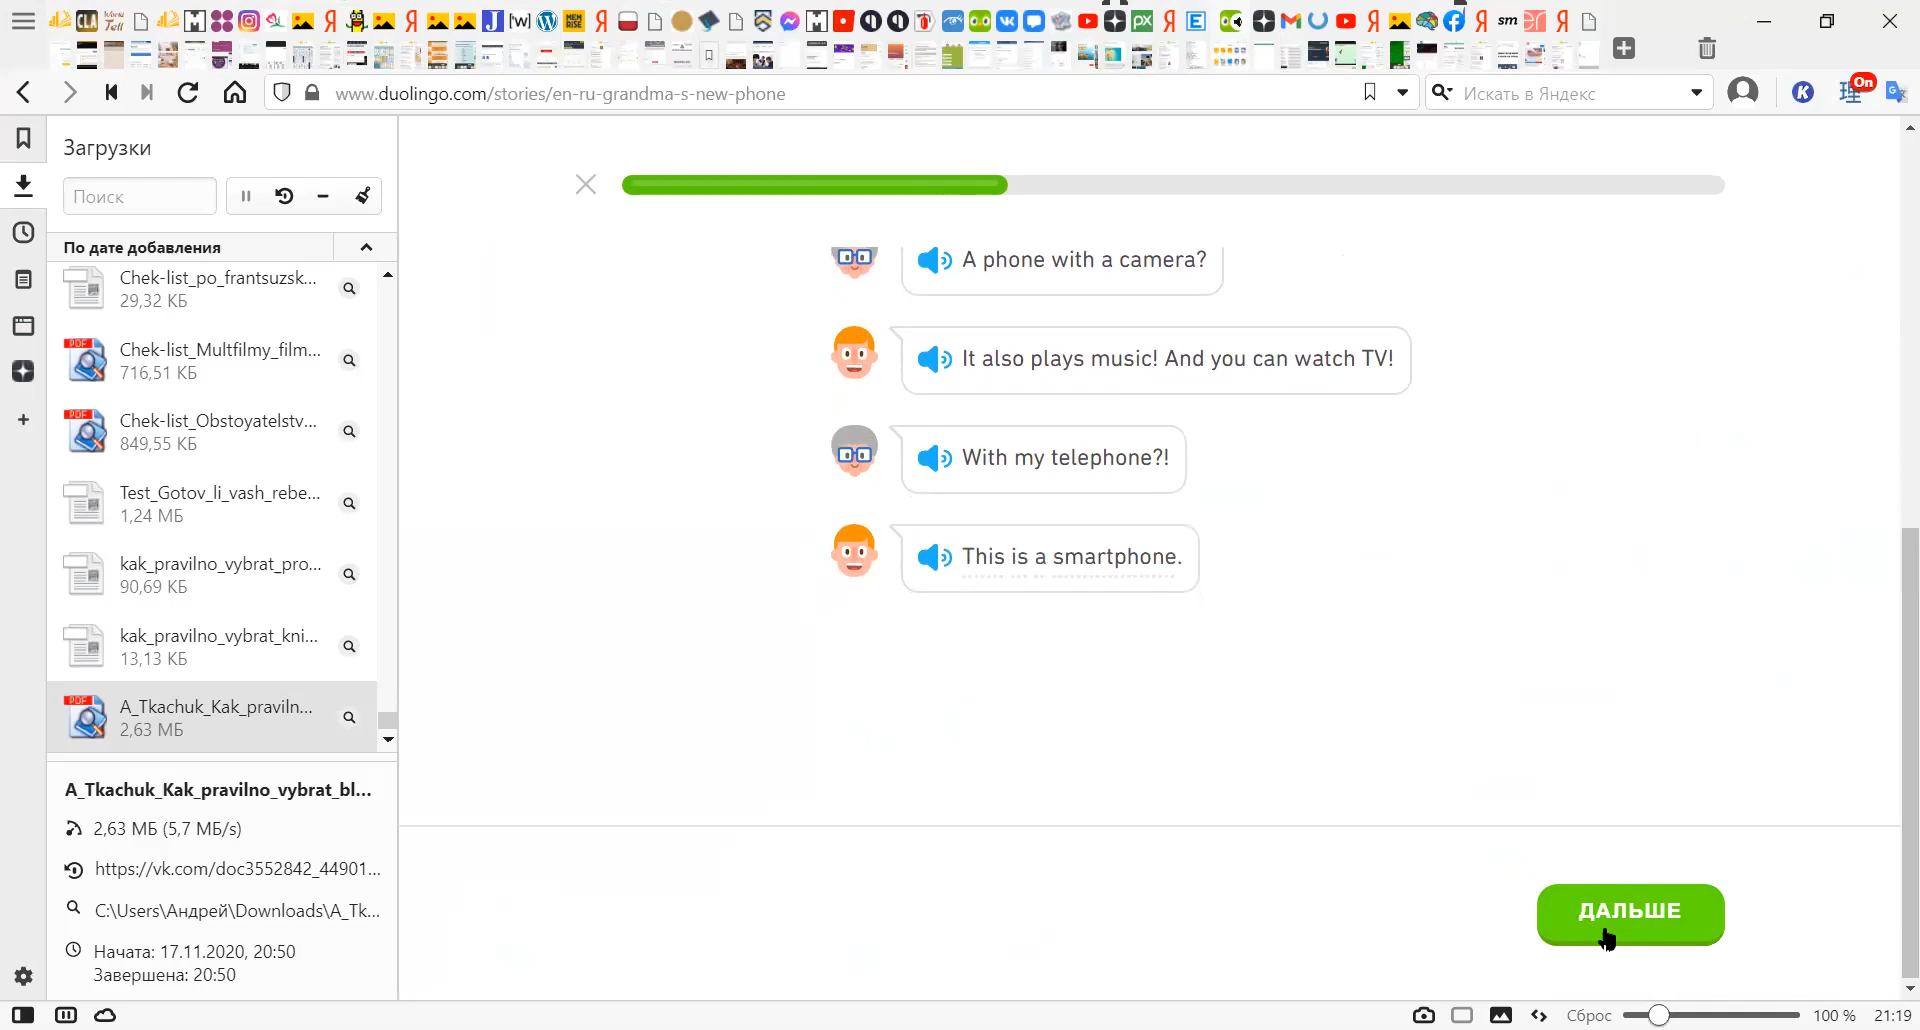 www.duolingo.com/stories/en-ru-grandma-s-new-phone
Искать в Яндекс
On
Загрузки
Поиск
По дате добавления
Chek-list_po_frantsuzsk...
29,32 КБ
Chek-list_Multfilmy_film...
716,51 КБ
Chek-list_Obstoyatelstv...
849,55 КБ
Test_Gotov_li_vash_rebe...
1,24 МБ
kak_pravilno_vybrat_pro...
90,69 КБ
kak_pravilno_vybrat_kni...
13,13 КБ
A_Tkachuk_Kak_praviln...
2,63 МБ
A_Tkachuk_Kak_pravilno_vybrat_bl...
2,63 МБ (5,7 МБ/s)
https://vk.com/doc3552842_44901...
C:\Users\Андрей\Downloads\A_Tk...
Начата: 17.11.2020, 20:50
Завершена: 20:50
A phone with a camera?
It also plays music! And you can watch TV!
With my telephone?!
This is a smartphone.
ДАЛЬШЕ
Сброс
100 %
21:19